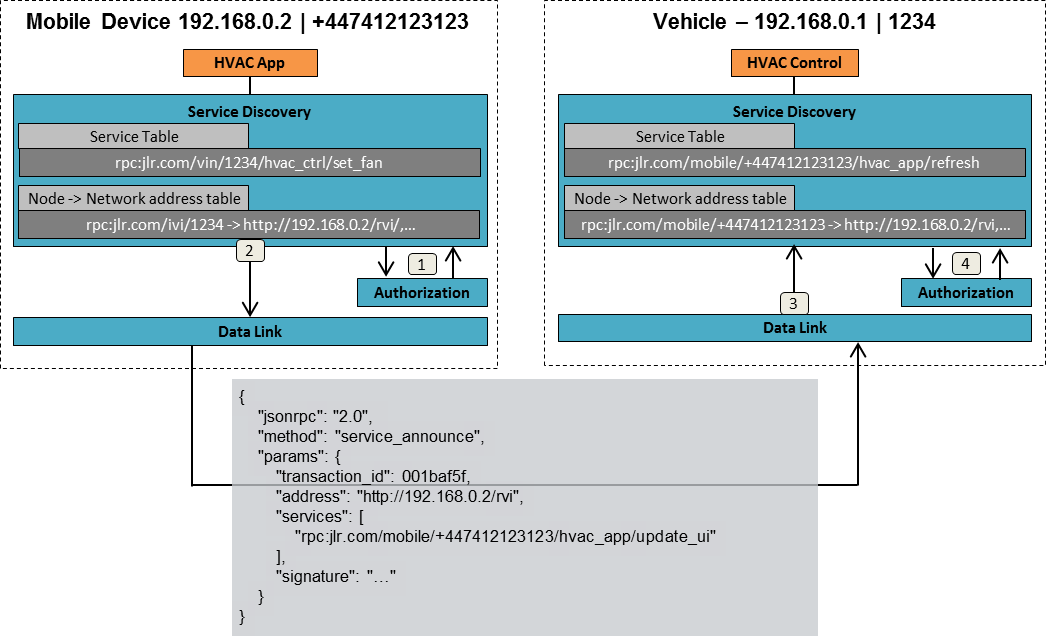 Mobile Device 192.168.0.2 | +447412123123
HVAC App
Service Discovery
Service Table
rpc:jlr.com/vin/1234/hvac_ctrl/set_fan
Node -> Network address table
rpc:jlr.com/ivi/1234 -> http://192.168.0.2/rvi/,...
2
1
Authorization
Data Link
Vehicle – 192.168.0.1 | 1234
HVAC Control
Service Discovery
Service Table
rpc:jlr.com/mobile/+447412123123/hvac_app/refresh
Node -> Network address table
rpc:jlr.com/mobile/+447412123123 -> http://192.168.0.2/rvi,...
4
Authorization
3
Data Link
{
"jsonrpc": "2.0",
"method": "service_announce",
"params": {
"transaction_id": 001baf5f,
"address": "http://192.168.0.2/rvi",
"services": [
"rpc:jlr.com/mobile/+447412123123/hvac_app/update_ui"
],
"signature": "…"
}
}